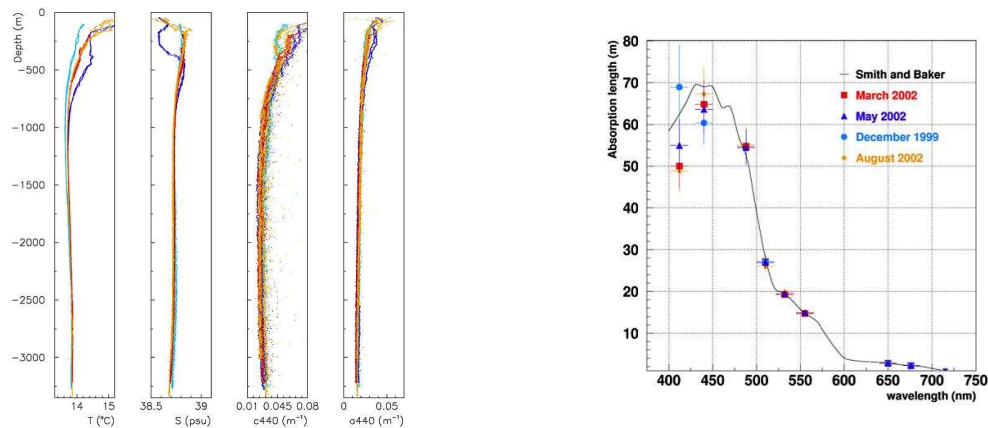 Depth (m)
0
−500
−1000
−1500
−2000
−2500
−3000
14 15
T (°C)
38.5 39
S (psu)
0.01 0.045 0.08
c440 (m⁻¹)
0 0.05
a440 (m⁻¹)
Absorption length (m)
80
70
60
50
40
30
20
10
400 450 500 550 600 650 700 750
wavelength (nm)
Smith and Baker
March 2002
May 2002
December 1999
August 2002